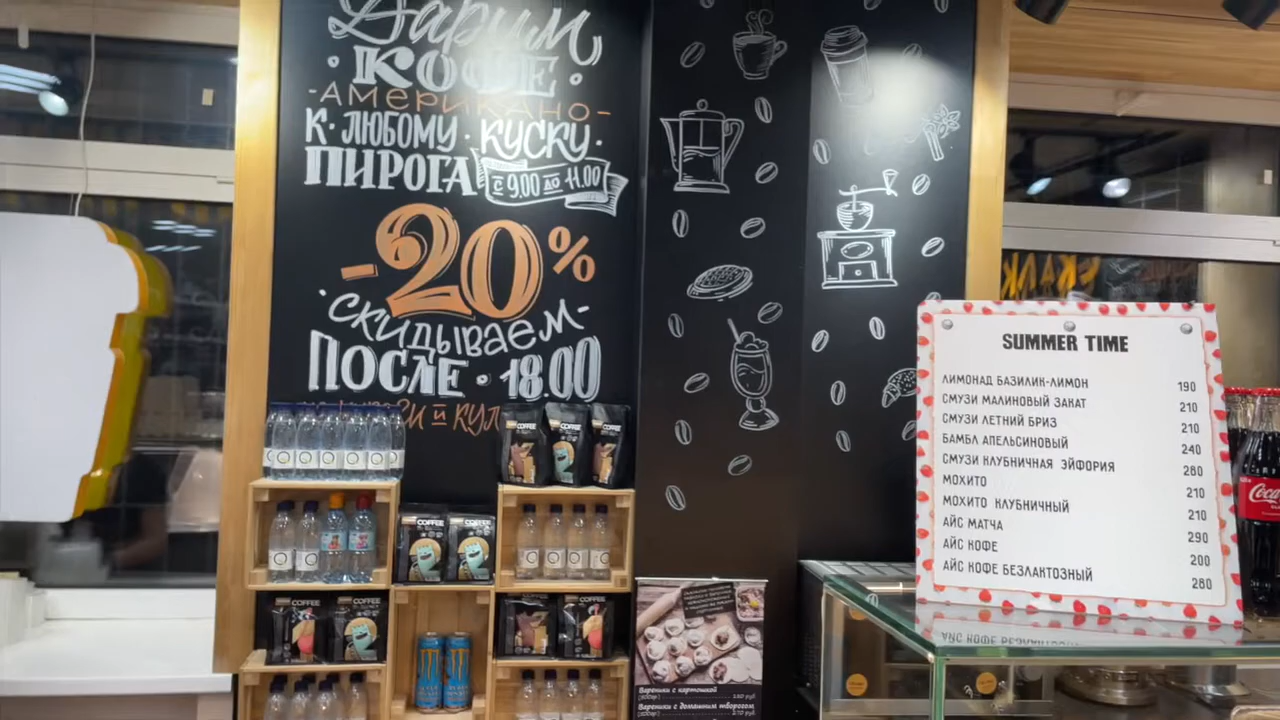 Дарим
КОФЕ
-АМЕРИКАНО-
К · ЛЮБОМУ · КУСКУ ·
ПИРОГА
С 9.00 ДО 11.00
-20%
· СКИДЫВАЕМ -
ПОСЛЕ · 18.00
И КУЛ
COFFEE
COFFEE
COFFEE
COFFEE
COFFEE
COFFEE
COFFEE
COFFEE
COFFEE
Вареники с картошкой
Вареники с домашним творогом
SUMMER TIME
ЛИМОНАД БАЗИЛИК-ЛИМОН 190
СМУЗИ МАЛИНОВЫЙ ЗАКАТ 210
СМУЗИ ЛЕТНИЙ БРИЗ 210
БАМБЛ АПЕЛЬСИНОВЫЙ 240
СМУЗИ КЛУБНИЧНАЯ ЭЙФОРИЯ 280
МОХИТО 210
МОХИТО КЛУБНИЧНЫЙ 210
АЙС МАТЧА 290
АЙС КОФЕ 200
АЙС КОФЕ БЕЗЛАКТОЗНЫЙ 280